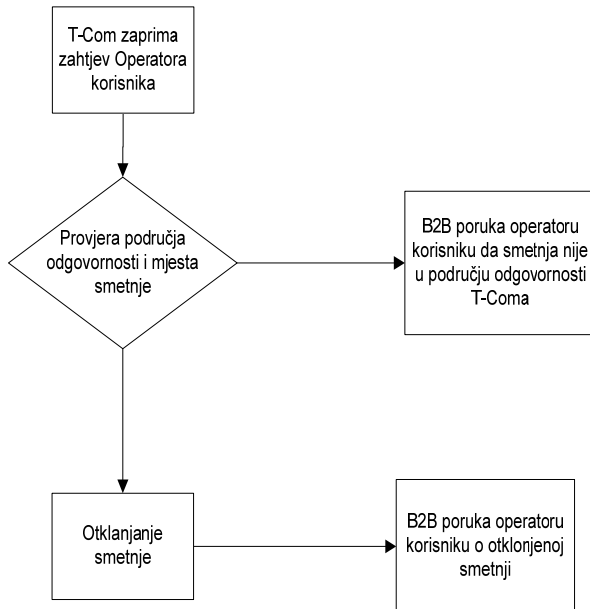 T-Com zaprima
zahtjev Operatora
korisnika
Provjera područja
odgovornosti i mjesta
smetnje
B2B poruka operatoru
korisniku da smetnja nije
u području odgovornosti
T-Coma
Otklanjanje
smetnje
B2B poruka operatoru
korisniku o otklonjenoj
smetnji